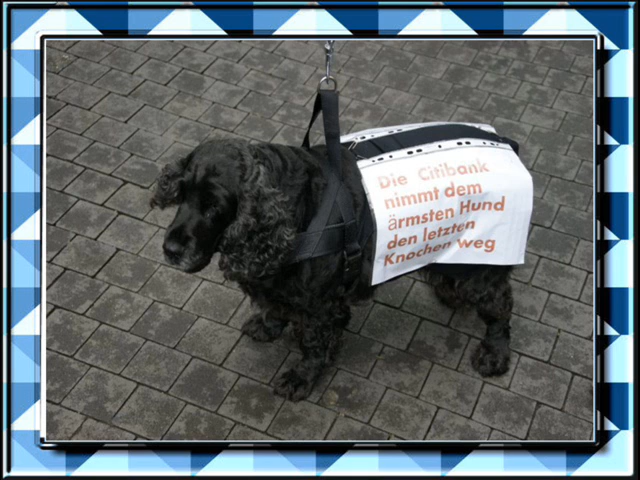 Die Citibank
nimmt dem
ärmsten Hund
den letzten
Knochen weg